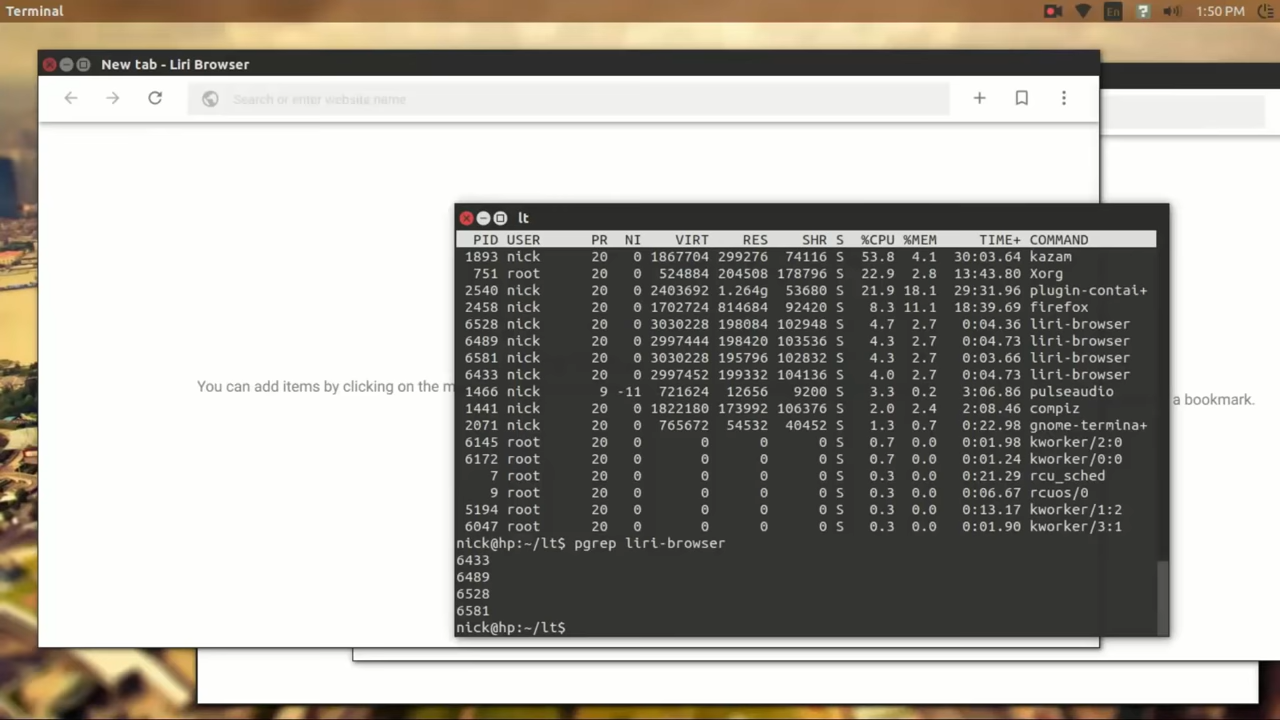 Terminal
En
?
1:50 PM
New tab - Liri Browser
Search or enter website name
You can add items by clicking on the m
a bookmark.
lt
PID USER PR NI VIRT RES SHR S %CPU %MEM TIME+ COMMAND
1893 nick 20 0 1867704 299276 74116 S 53.8 4.1 30:03.64 kazam
751 root 20 0 524884 204508 178796 S 22.9 2.8 13:43.80 Xorg
2540 nick 20 0 2403692 1.264g 53680 S 21.9 18.1 29:31.96 plugin-contai+
2458 nick 20 0 1702724 814684 92420 S 8.3 11.1 18:39.69 firefox
6528 nick 20 0 3030228 198084 102948 S 4.7 2.7 0:04.36 liri-browser
6489 nick 20 0 2997444 198420 103536 S 4.3 2.7 0:04.73 liri-browser
6581 nick 20 0 3030228 195796 102832 S 4.3 2.7 0:03.66 liri-browser
6433 nick 20 0 2997452 199332 104136 S 4.0 2.7 0:04.73 liri-browser
1466 nick 9 -11 721624 12656 9200 S 3.3 0.2 3:06.86 pulseaudio
1441 nick 20 0 1822180 173992 106376 S 2.0 2.4 2:08.46 compiz
2071 nick 20 0 765672 54532 40452 S 1.3 0.7 0:22.98 gnome-termina+
6145 root 20 0 0 0 0 S 0.7 0.0 0:01.98 kworker/2:0
6172 root 20 0 0 0 0 S 0.7 0.0 0:01.24 kworker/0:0
7 root 20 0 0 0 0 S 0.3 0.0 0:21.29 rcu_sched
9 root 20 0 0 0 0 S 0.3 0.0 0:06.67 rcuos/0
5194 root 20 0 0 0 0 S 0.3 0.0 0:13.17 kworker/1:2
6047 root 20 0 0 0 0 S 0.3 0.0 0:01.90 kworker/3:1
nick@hp:~/lt$ pgrep liri-browser
6433
6489
6528
6581
nick@hp:~/lt$